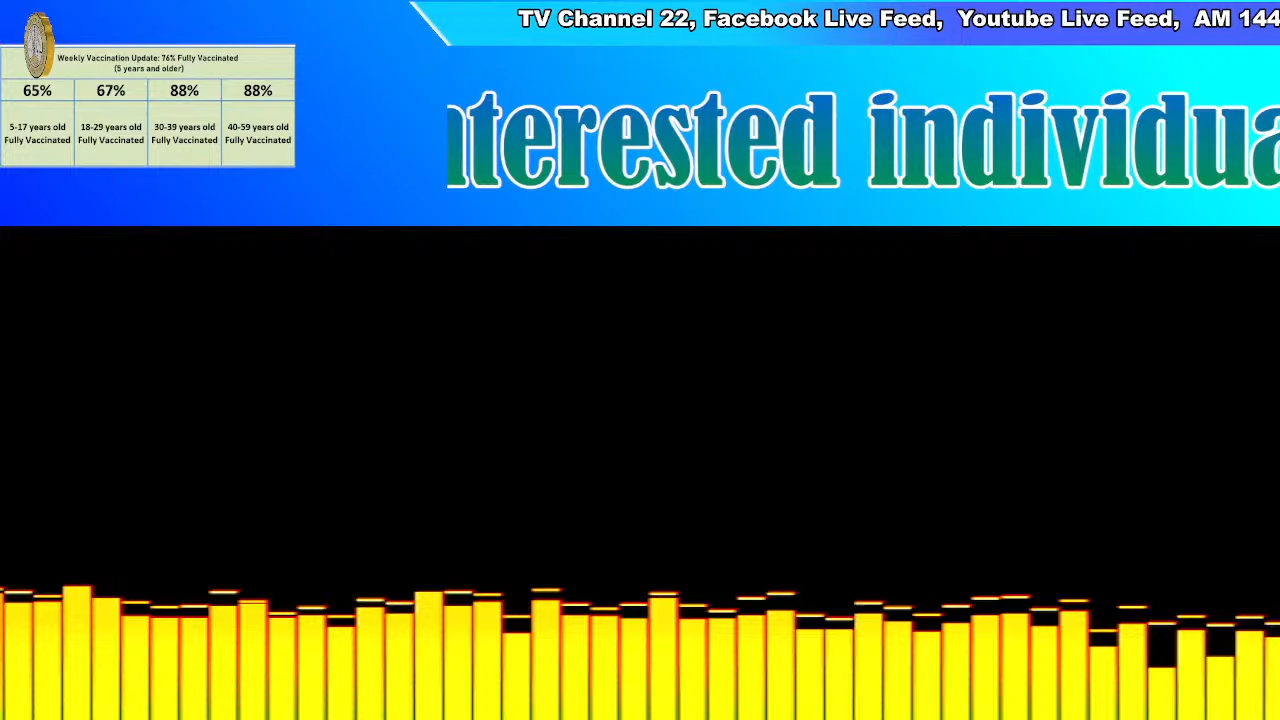 TV Channel 22, Facebook Live Feed, Youtube Live Feed, AM 144
Weekly Vaccination Update: 76% Fully Vaccinated
(5 years and older)
65% 67% 88% 88%
5-17 years old 18-29 years old 30-39 years old 40-59 years old
Fully Vaccinated Fully Vaccinated Fully Vaccinated Fully Vaccinated
nterested individua